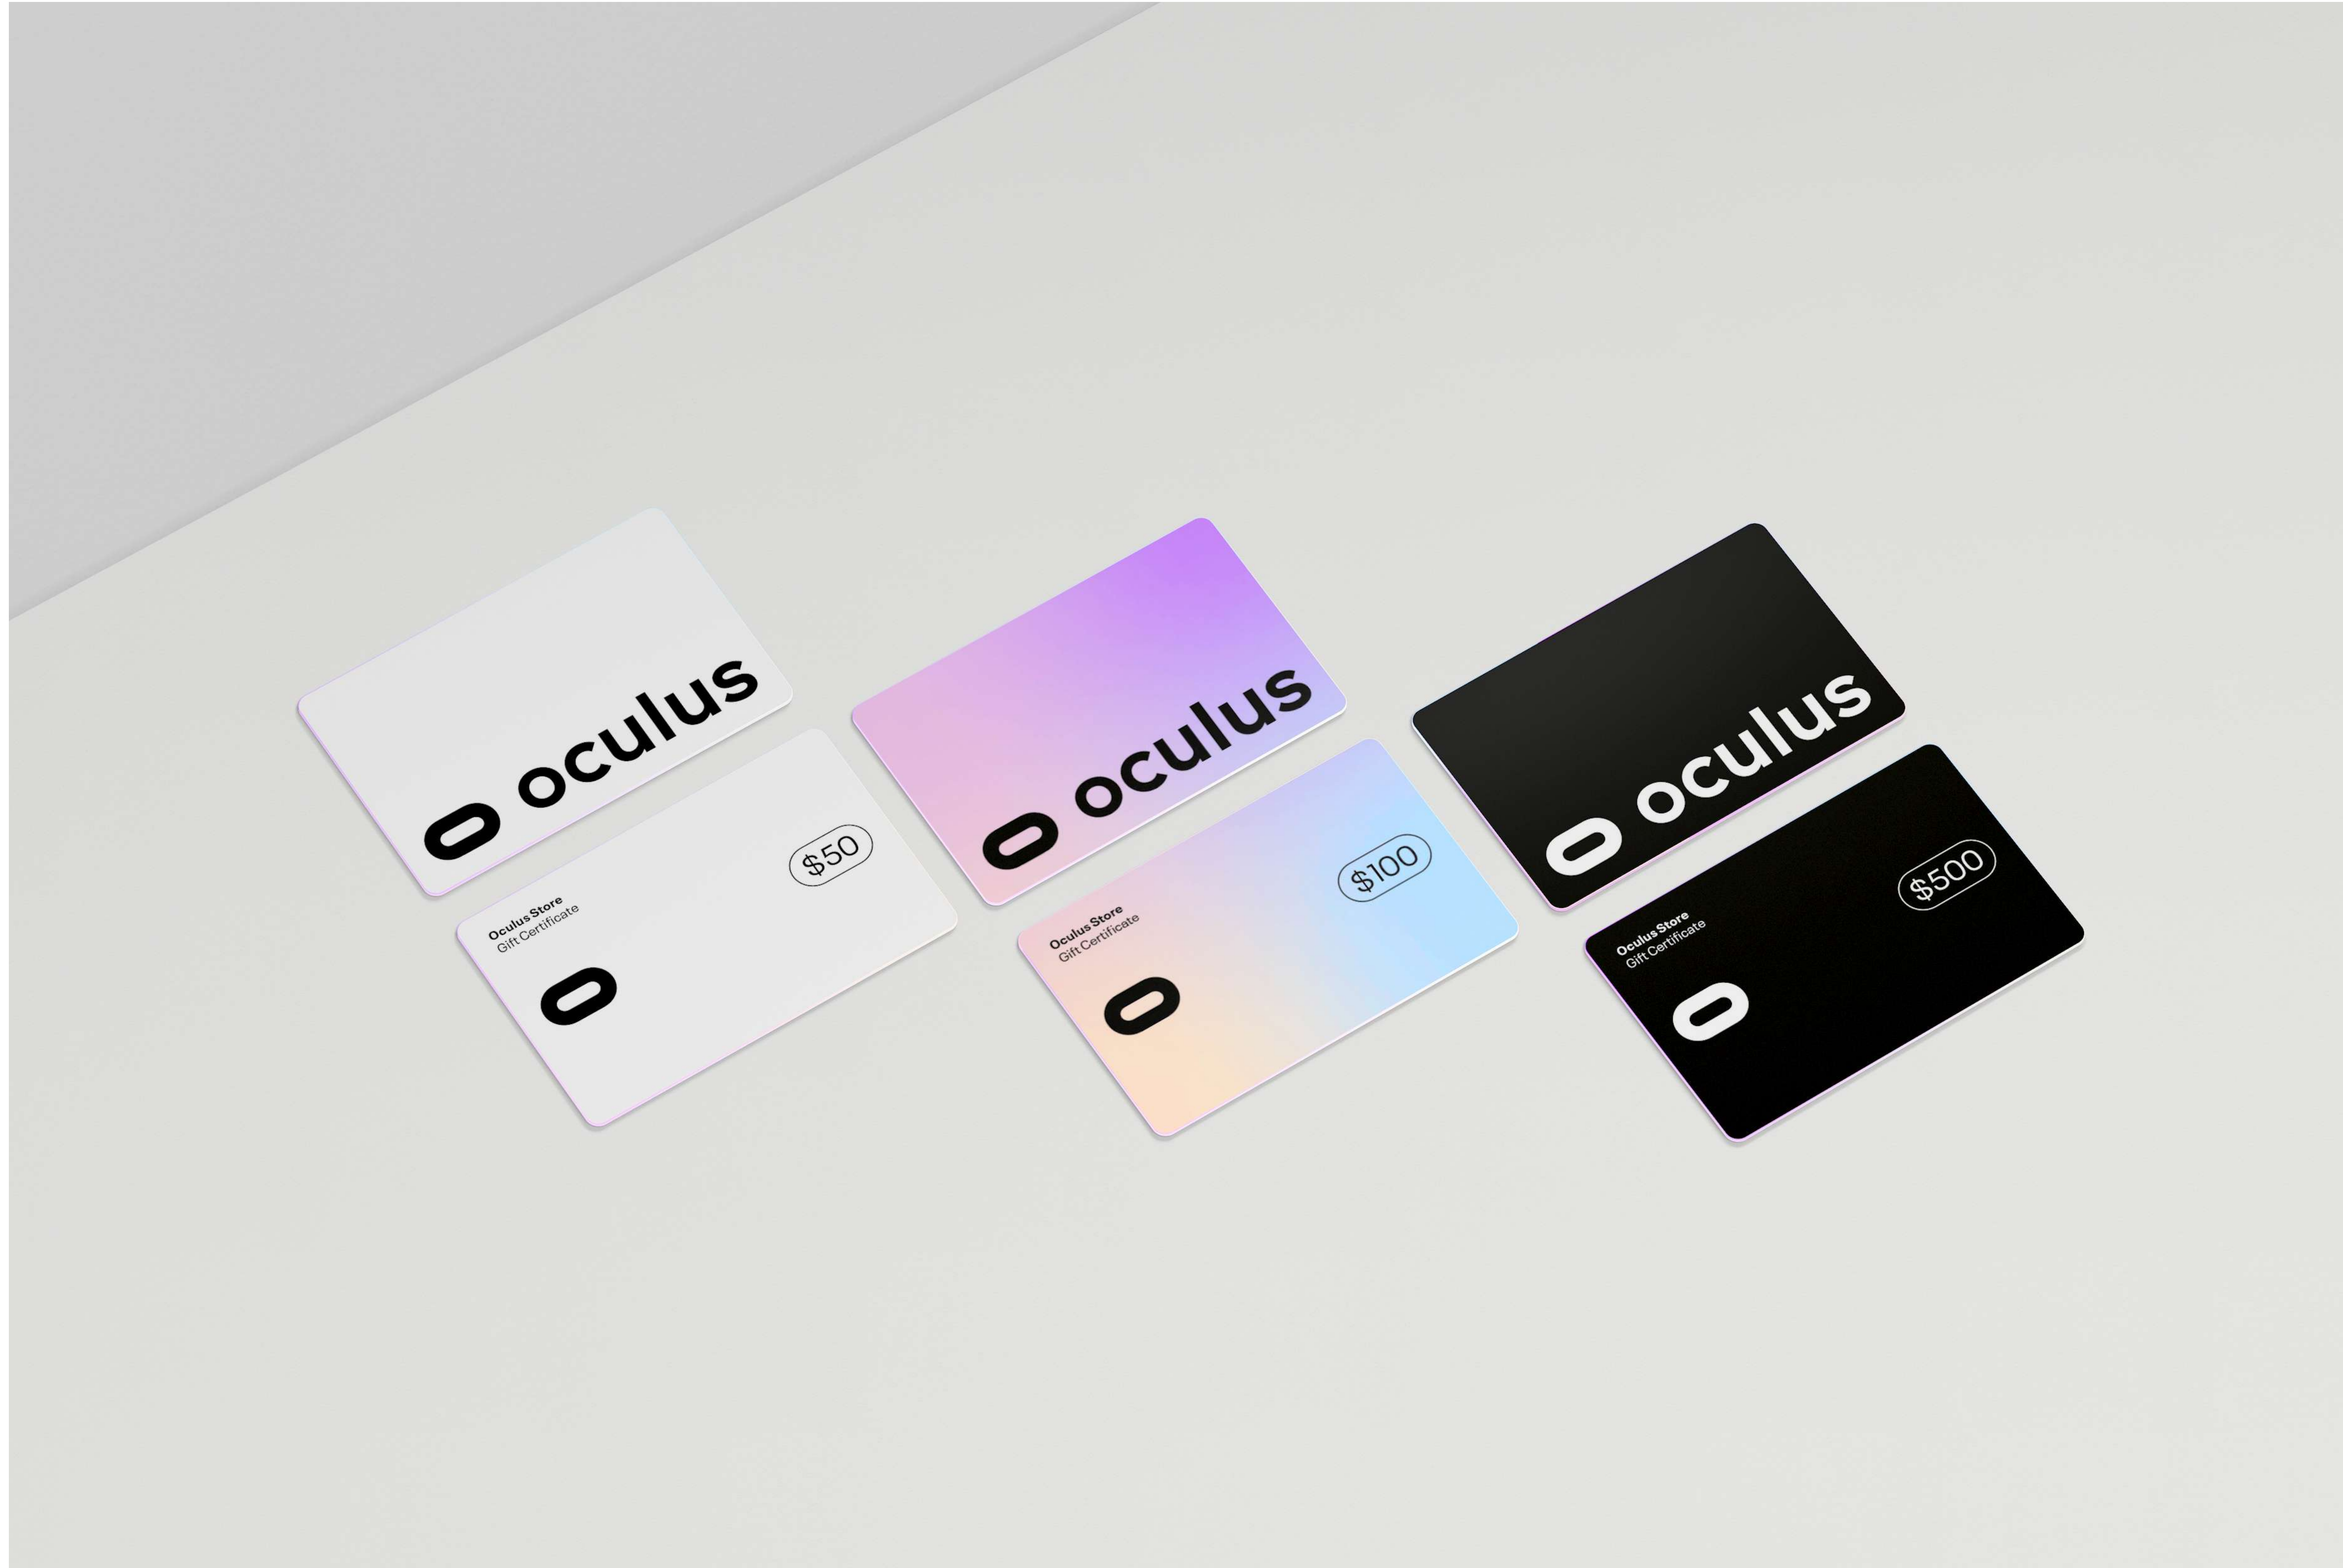 oculus
oculus
oculus
Oculus Store
Gift Certificate
$50
Oculus Store
Gift Certificate
$100
Oculus Store
Gift Certificate
$500